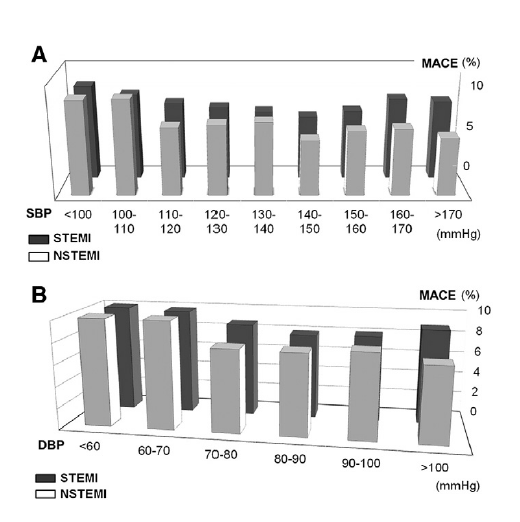 A
MACE (%)
10
5
0
SBP <100 100-110 110-120 120-130 130-140 140-150 150-160 160-170 >170
(mmHg)
STEMI
NSTEMI
B
MACE (%)
10
8
6
4
2
0
DBP <60 60-70 70-80 80-90 90-100 >100
(mmHg)
STEMI
NSTEMI